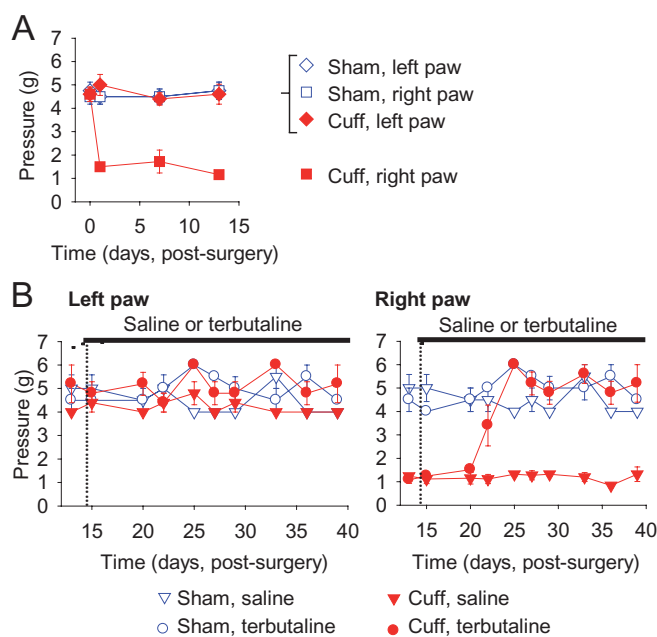 A
7
6
5
4
3
2
1
0
Pressure (g)
0 5 10 15
Time (days, post-surgery)
Sham, left paw
Sham, right paw
Cuff, left paw
Cuff, right paw
B
Left paw
Saline or terbutaline
7
6
5
4
3
2
1
0
Pressure (g)
15 20 25 30 35 40
Time (days, post-surgery)
Right paw
Saline or terbutaline
7
6
5
4
3
2
1
0
15 20 25 30 35 40
Time (days, post-surgery)
Sham, saline
Cuff, saline
Sham, terbutaline
Cuff, terbutaline